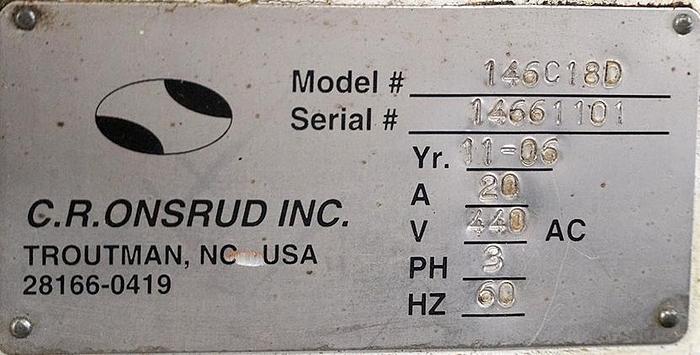 Model # 146C18D
Serial # 14661101
Yr. 11-06
A 20
V 440 AC
PH 3
HZ 60
C.R.ONSRUD INC.
TROUTMAN, NC USA
28166-0419